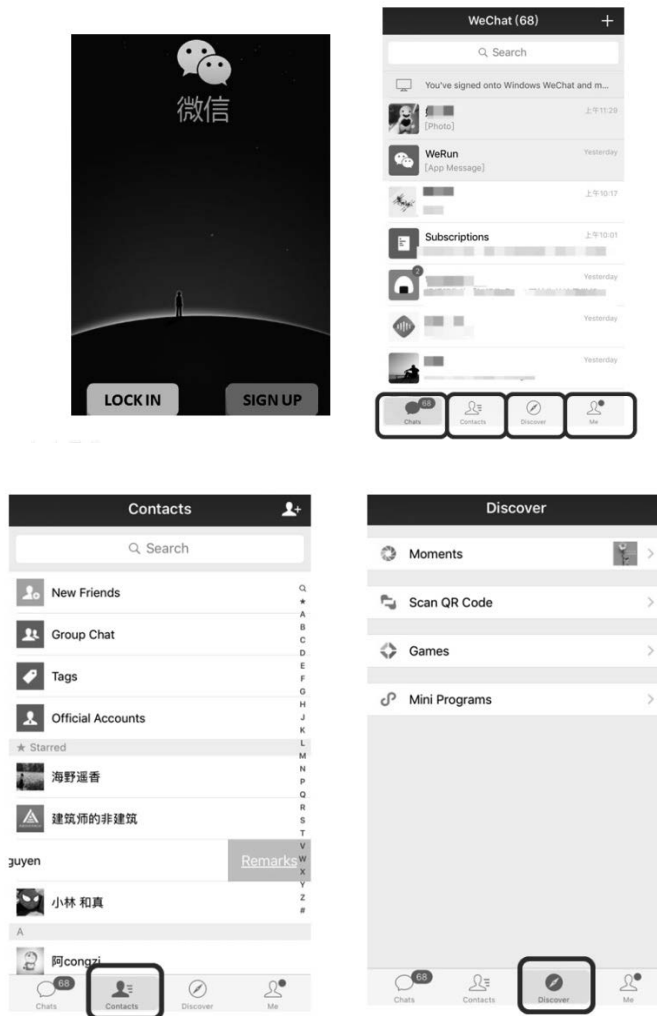 微信
LOCK IN
SIGN UP
WeChat (68)
+
Search
You've signed onto Windows WeChat and m...
上午11:29
[Photo]
WeRun
Yesterday
[App Message]
上午10:17
Subscriptions
上午10:01
2
Yesterday
Yesterday
Yesterday
68
Chats
Contacts
Discover
Me
Contacts
Search
New Friends
Group Chat
Tags
Official Accounts
★ Starred
海野遥香
建筑师的非建筑
guyen
Remarks
小林 和真
A
阿congzi
A
B
C
D
E
F
G
H
J
K
L
M
N
P
Q
R
S
T
V
W
X
Y
Z
#
68
Chats
Contacts
Discover
Me
Discover
Moments
Scan QR Code
Games
Mini Programs
68
Chats
Contacts
Discover
Me